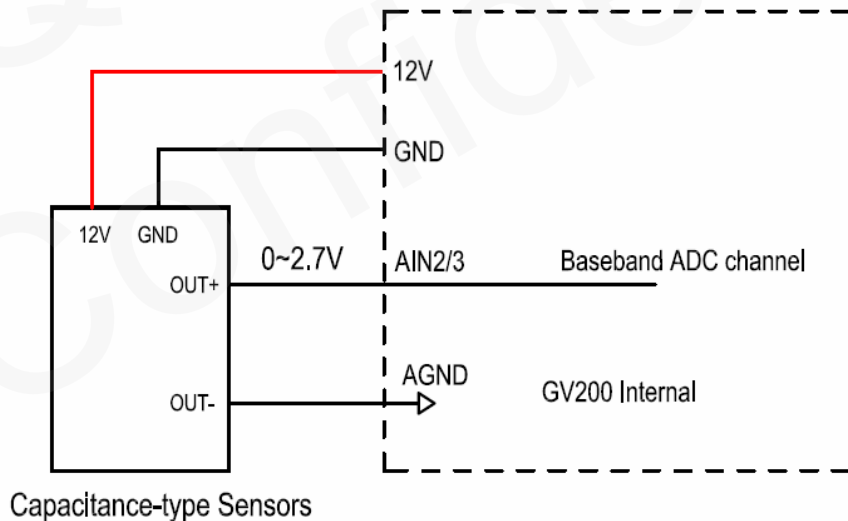 12V
GND
12V GND
0~2.7V AIN2/3 Baseband ADC channel
OUT+
AGND
GV200 Internal
OUT-
Capacitance-type Sensors
Confide